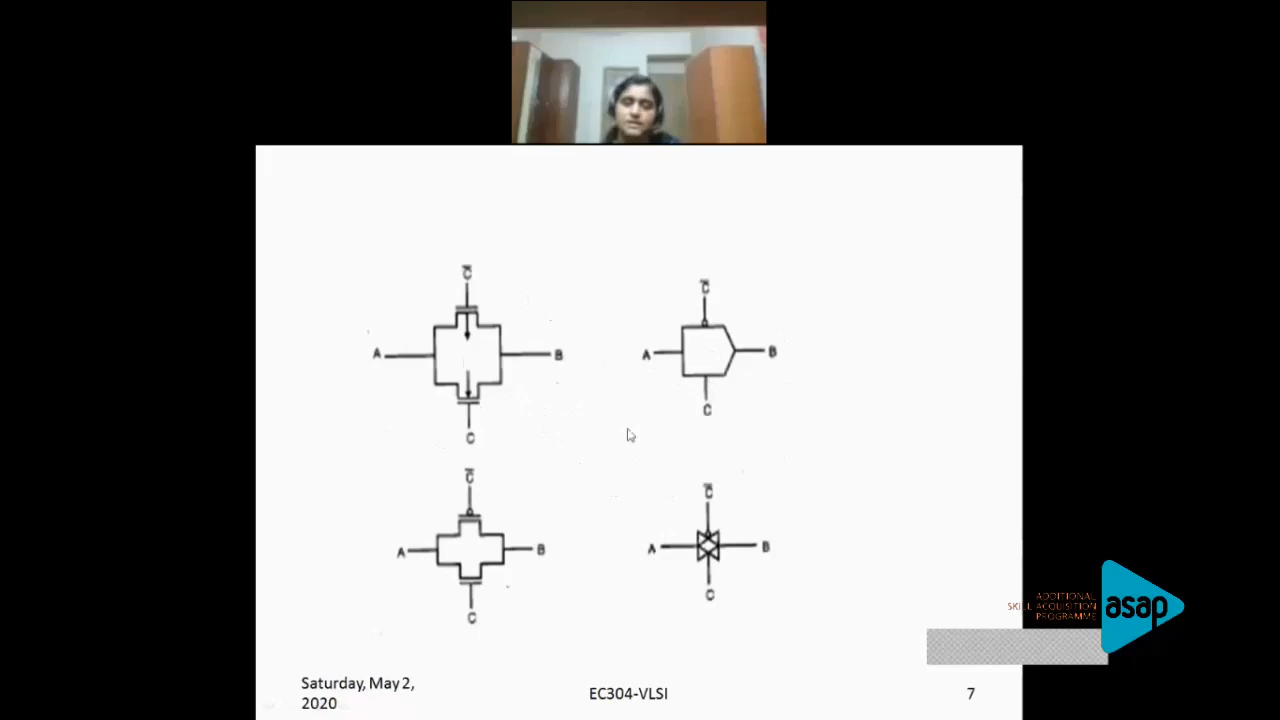 C̅
A B
C
C̅
A B
C
C̅
A B
C
C̅
A B
C
ADDITIONAL
SKILL ACQUISITION
PROGRAMME
asap
Saturday, May 2,
2020
EC304-VLSI
7